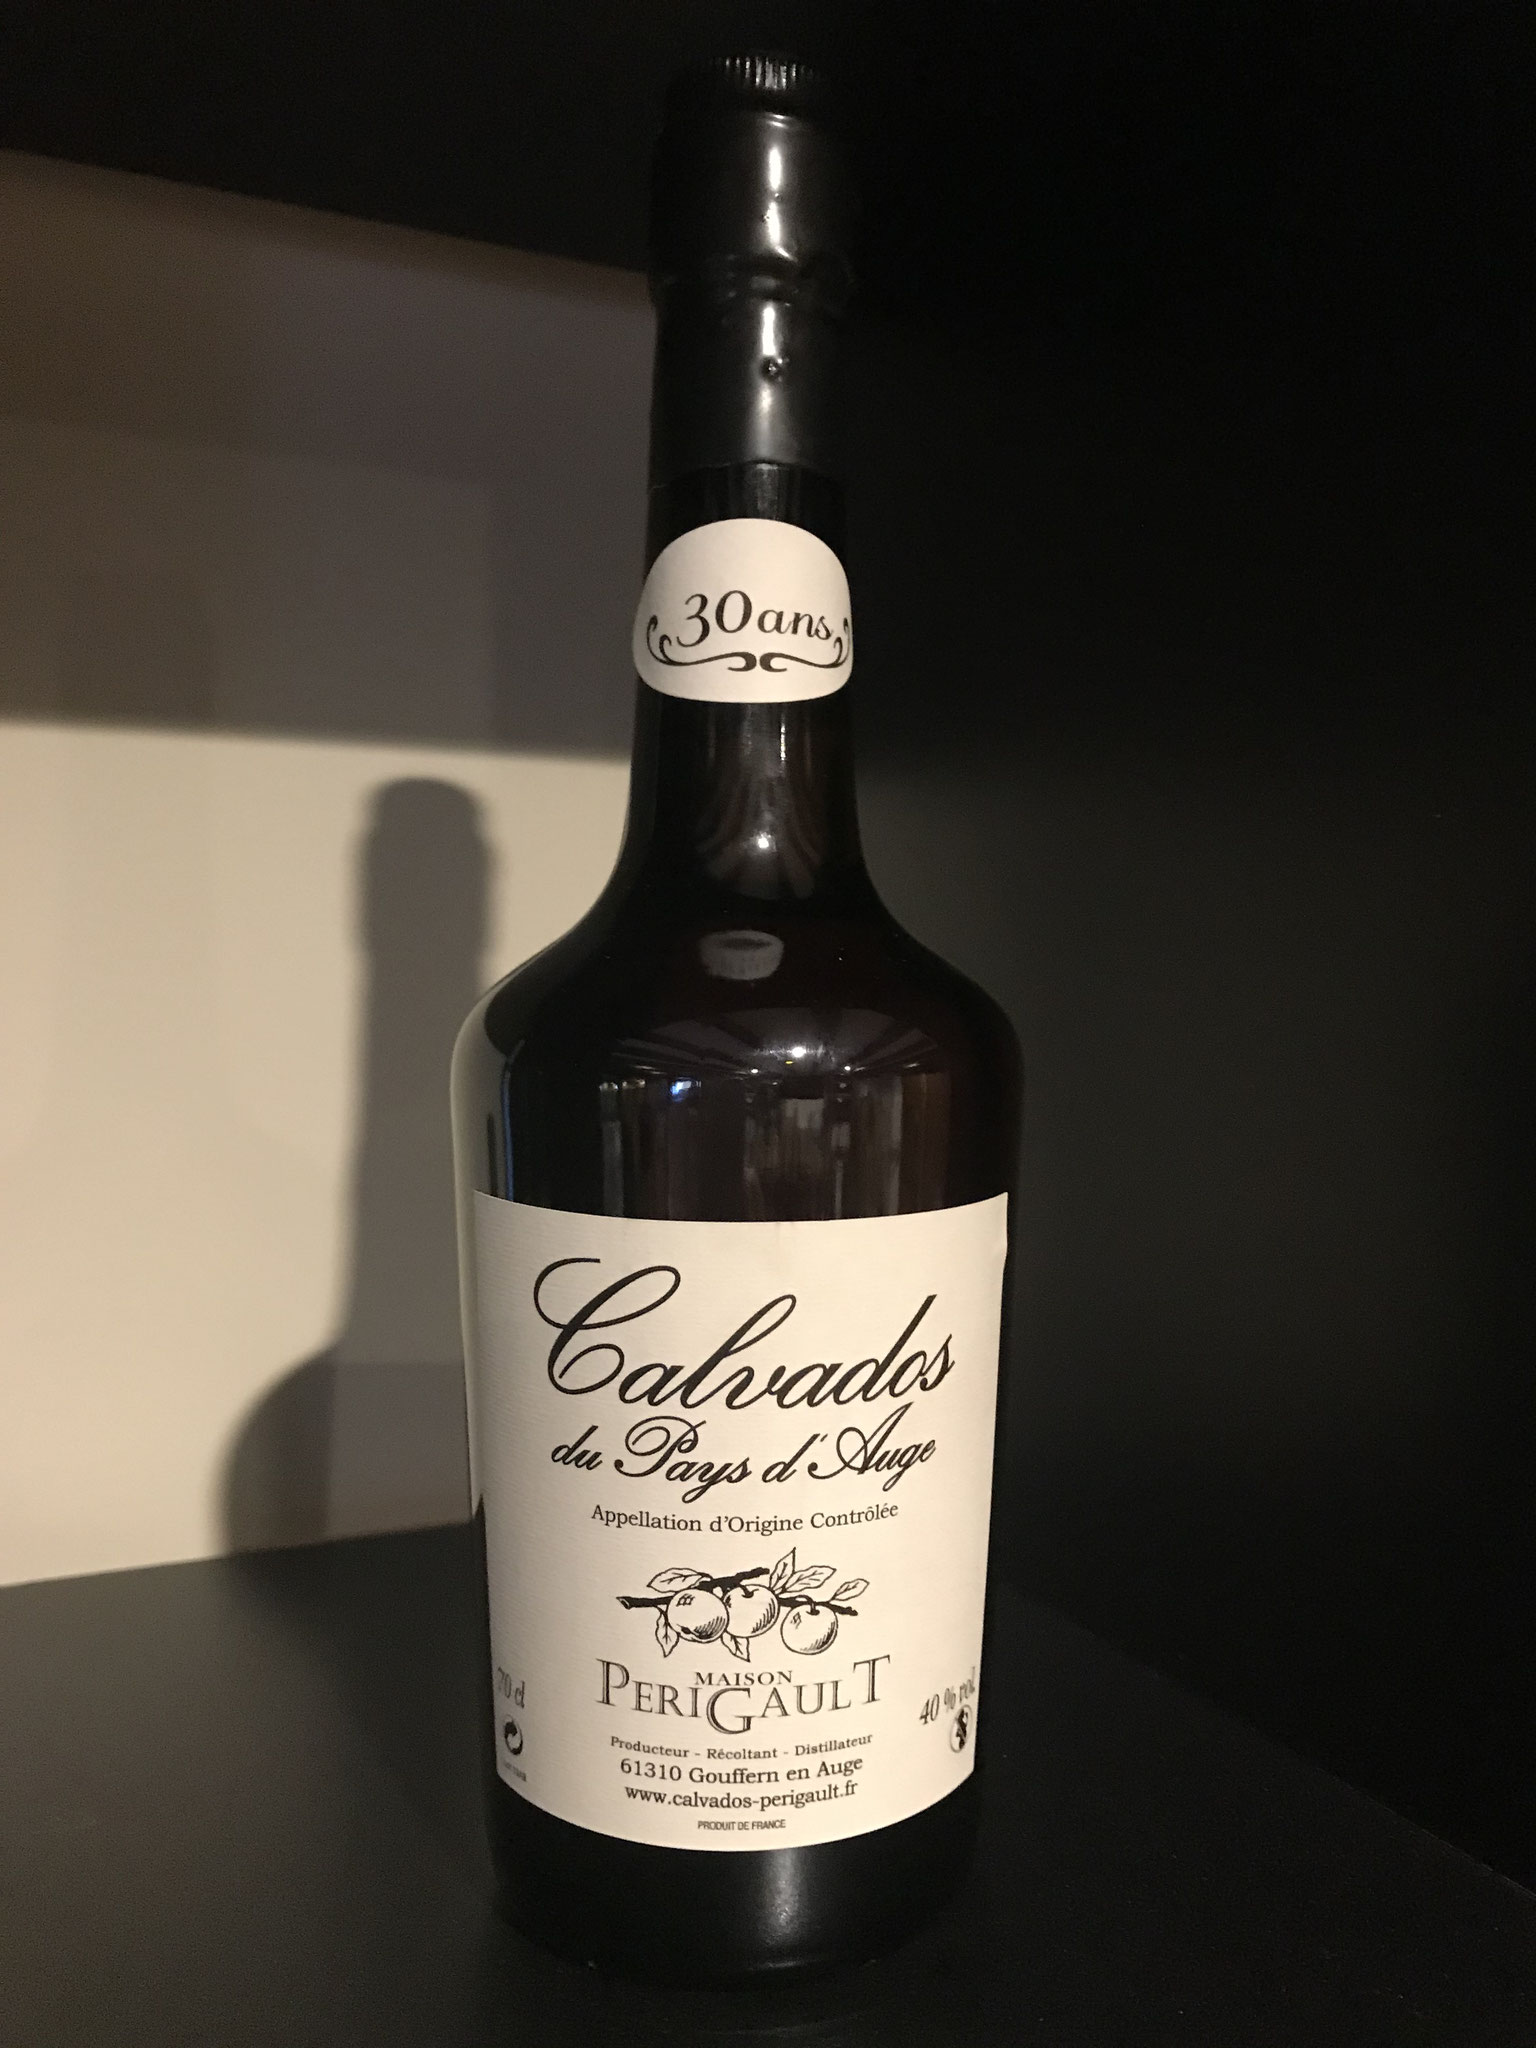 30 ans
Calvados
du Pays d'Auge
Appellation d'Origine Contrôlée
MAISON
PERIGAULT
70 cl
40 % vol.
Producteur - Récoltant - Distillateur
61310 Gouffern en Auge
www.calvados-perigault.fr
PRODUIT DE FRANCE